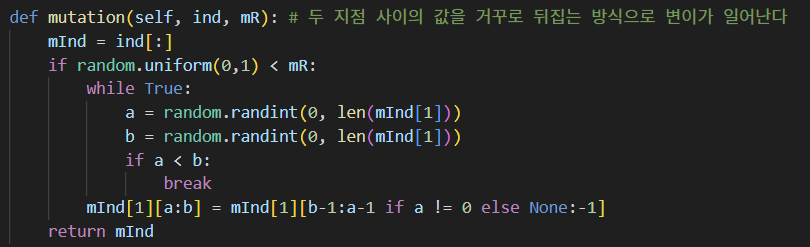 def mutation(self, ind, mR): # 두 지점 사이의 값을 거꾸로 뒤집는 방식으로 변이가 일어난다
    mInd = ind[:]
    if random.uniform(0,1) < mR:
        while True:
            a = random.randint(0, len(mInd[1]))
            b = random.randint(0, len(mInd[1]))
            if a < b:
                break
        mInd[1][a:b] = mInd[1][b-1:a-1 if a != 0 else None:-1]
    return mInd